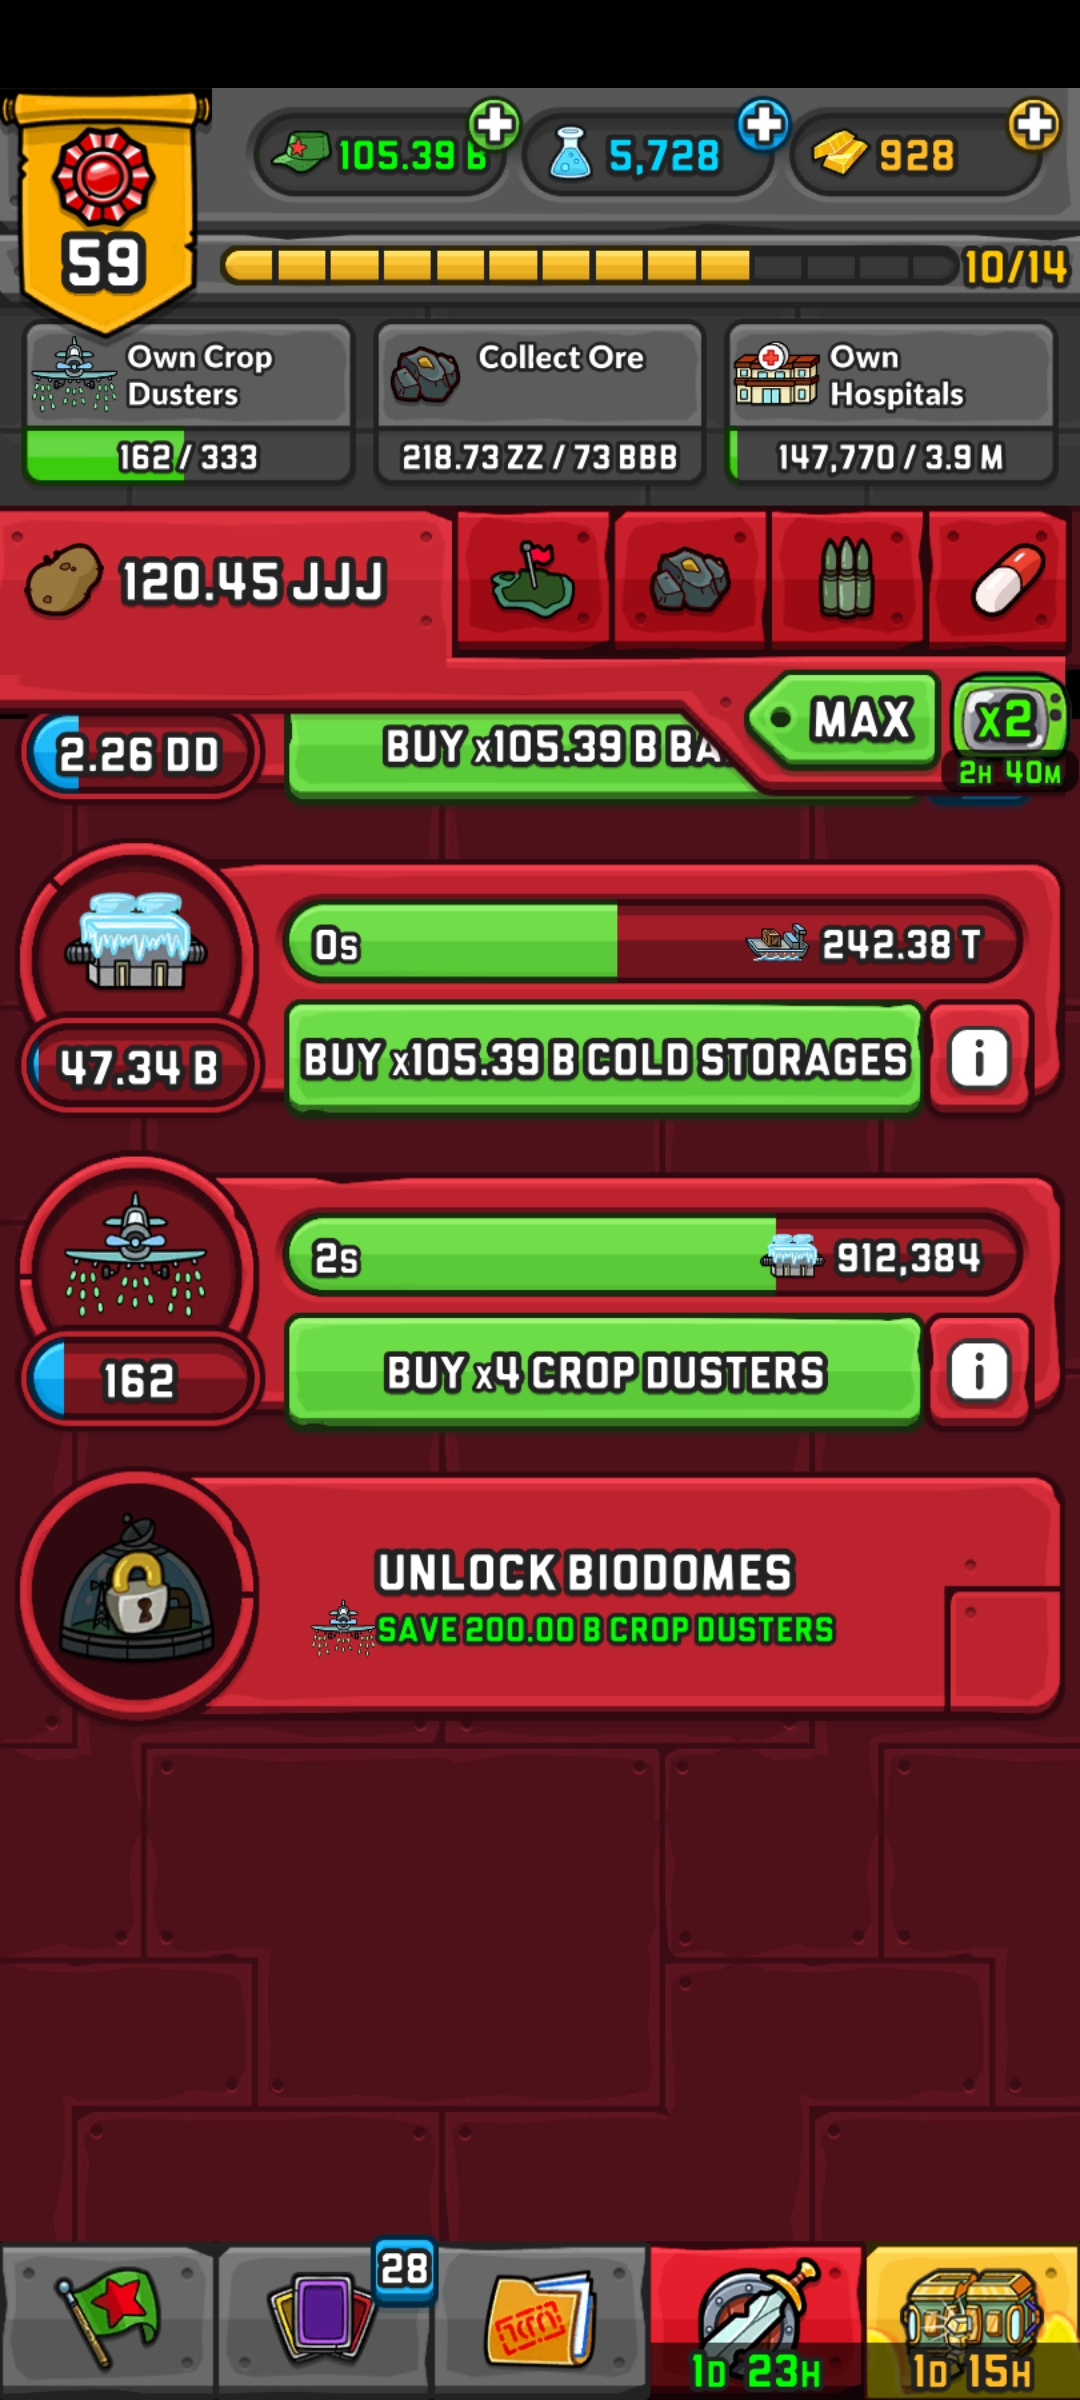 59
105.39 B
5,728
928
10/14
Own Crop
Dusters
162 / 333
Collect Ore
218.73 ZZ / 73 BBB
Own
Hospitals
147,770 / 3.9 M
120.45 JJJ
MAX
x2
2H 40M
2.26 DD
BUY x105.39 B BA
0s
242.38 T
47.34 B
BUY x105.39 B COLD STORAGES
i
2s
912,384
162
BUY x4 CROP DUSTERS
i
UNLOCK BIODOMES
SAVE 200.00 B CROP DUSTERS
28
1D 23H
1D 15H